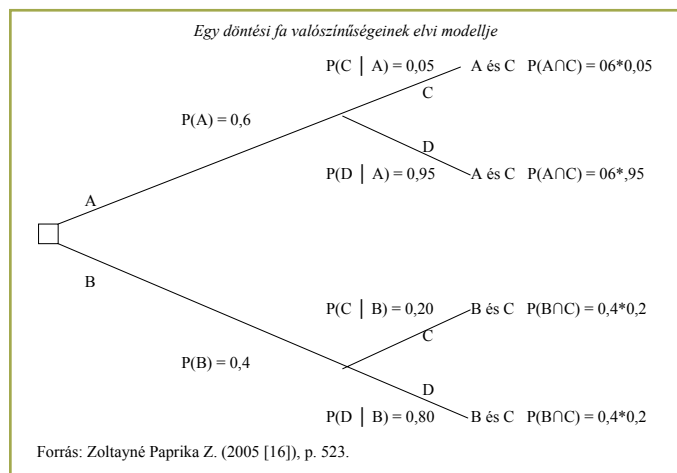 Egy döntési fa valószínűségeinek elvi modellje
P(C | A) = 0,05 A és C P(A∩C) = 06*0,05
C
P(A) = 0,6
D
P(D | A) = 0,95 A és C P(A∩C) = 06*,95
A
B
P(C | B) = 0,20 B és C P(B∩C) = 0,4*0,2
C
P(B) = 0,4
D
P(D | B) = 0,80 B és C P(B∩C) = 0,4*0,2
Forrás: Zoltayné Paprika Z. (2005 [16]), p. 523.